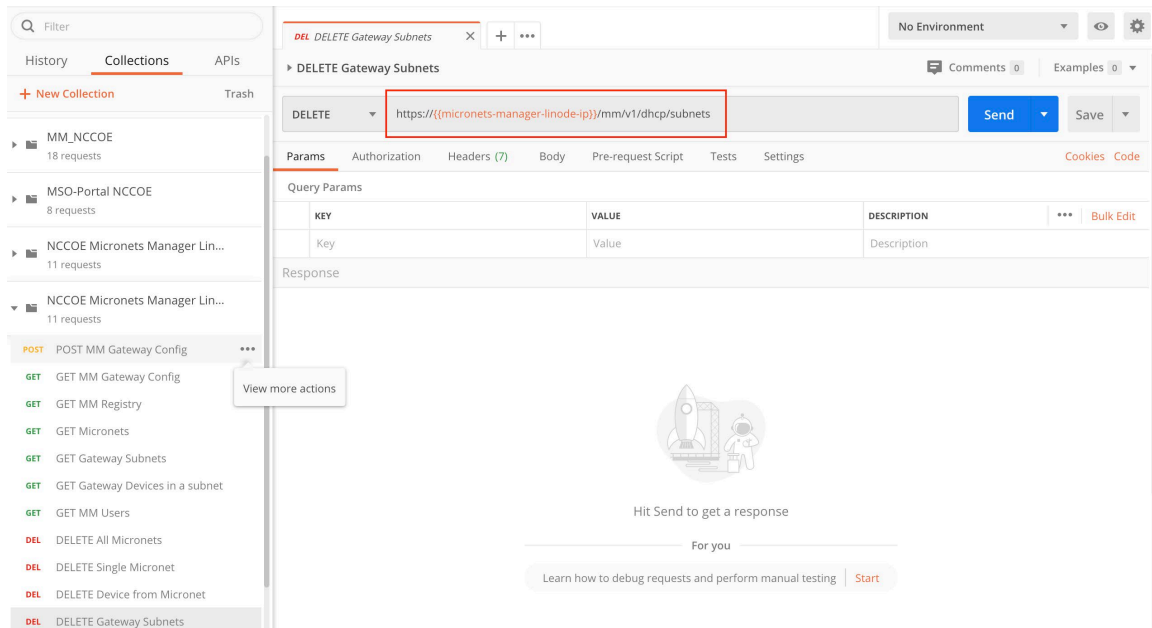 Filter
History Collections APIs
+ New Collection Trash
MM_NCCOE
18 requests
MSO-Portal NCCOE
8 requests
NCCOE Micronets Manager Lin...
11 requests
NCCOE Micronets Manager Lin...
11 requests
POST POST MM Gateway Config •••
View more actions
GET GET MM Gateway Config
GET GET MM Registry
GET GET Micronets
GET GET Gateway Subnets
GET GET Gateway Devices in a subnet
GET GET MM Users
DEL DELETE All Micronets
DEL DELETE Single Micronet
DEL DELETE Device from Micronet
DEL DELETE Gateway Subnets
DEL DELETE Gateway Subnets × + •••
No Environment
DELETE Gateway Subnets Comments 0 Examples 0
DELETE https://{{micronets-manager-linode-ip}}/mm/v1/dhcp/subnets Send Save
Params Authorization Headers (7) Body Pre-request Script Tests Settings Cookies Code
Query Params
KEY VALUE DESCRIPTION ••• Bulk Edit
Key Value Description
Response
Hit Send to get a response
For you
Learn how to debug requests and perform manual testing Start